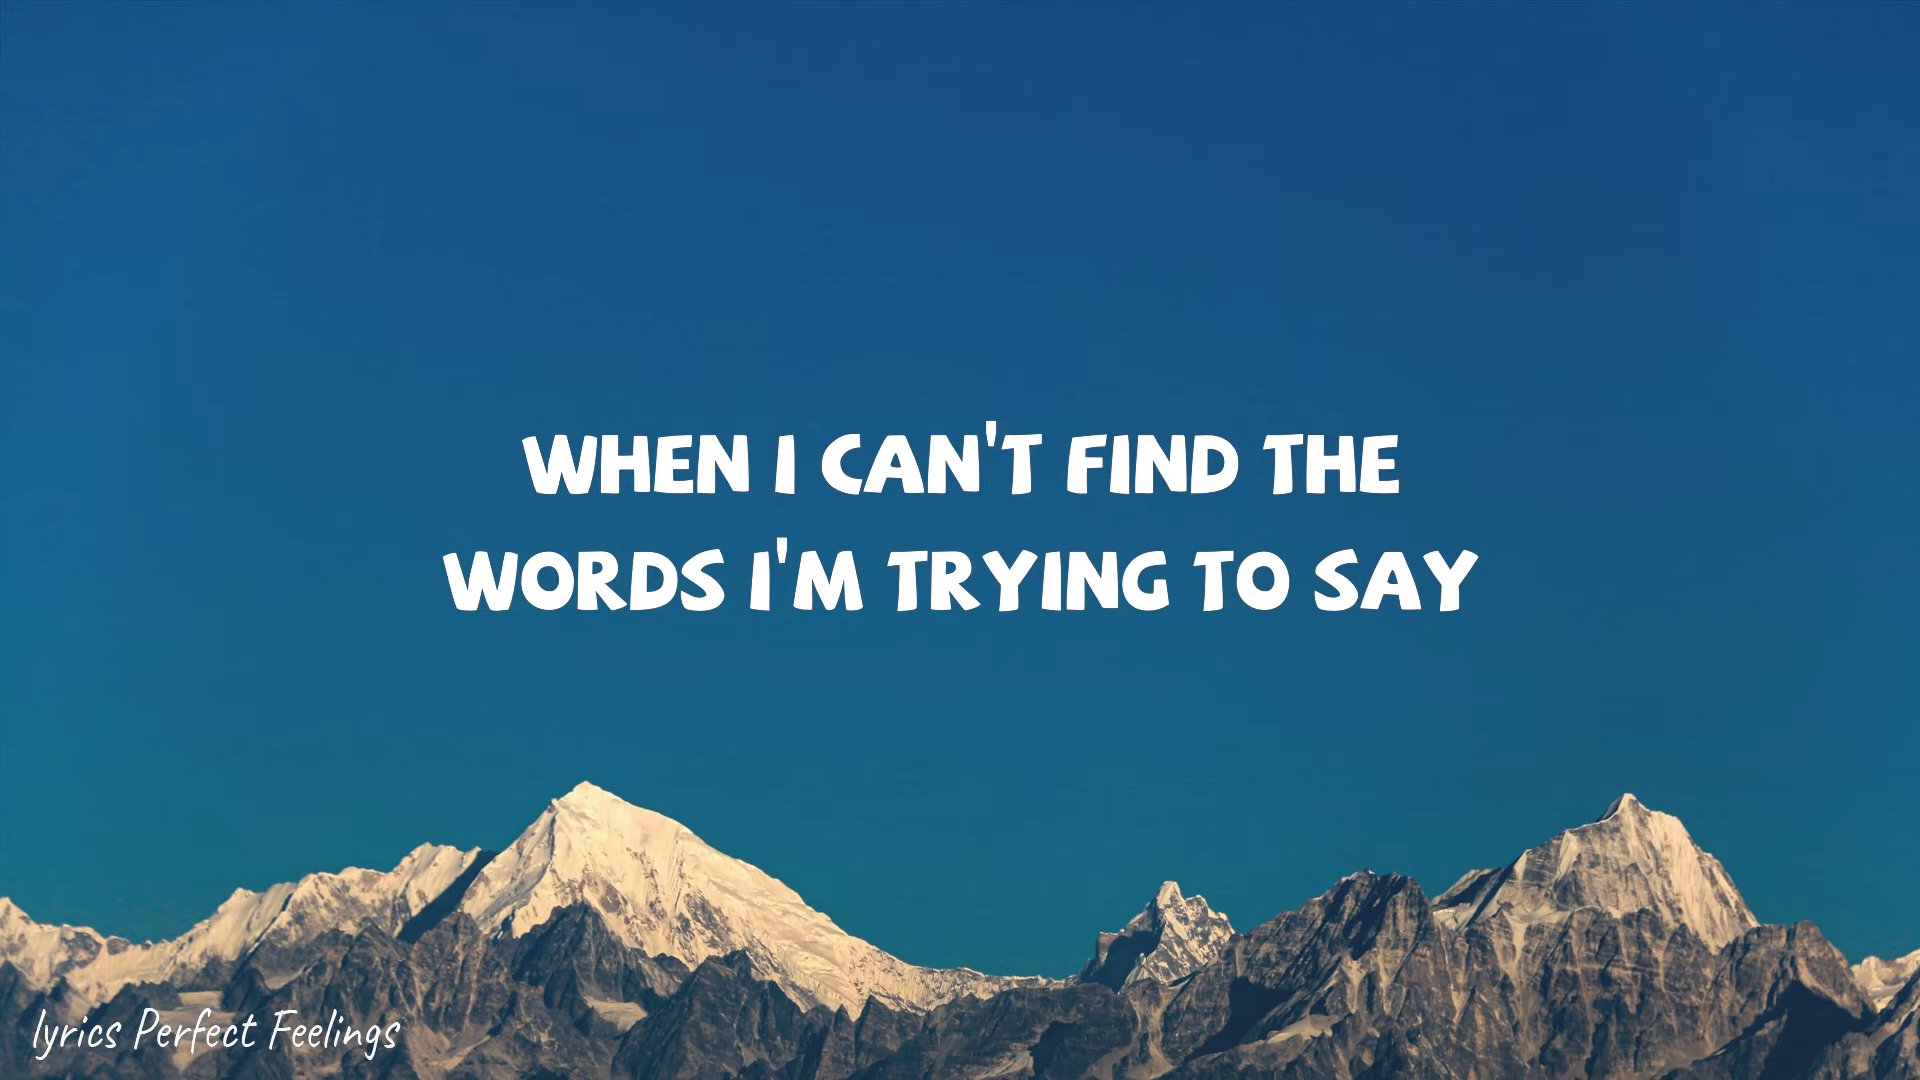 WHEN I CAN'T FIND THE
WORDS I'M TRYING TO SAY
lyrics Perfect Feelings